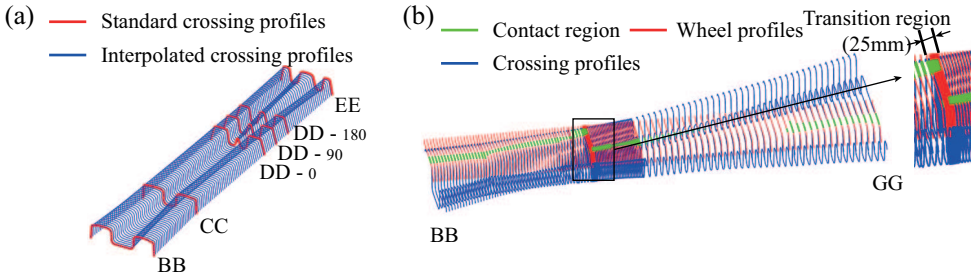 (a)
Standard crossing profiles
Interpolated crossing profiles
EE
DD - 180
DD - 90
DD - 0
CC
BB
(b)
Contact region
Wheel profiles
Crossing profiles
Transition region
(25mm)
GG
BB